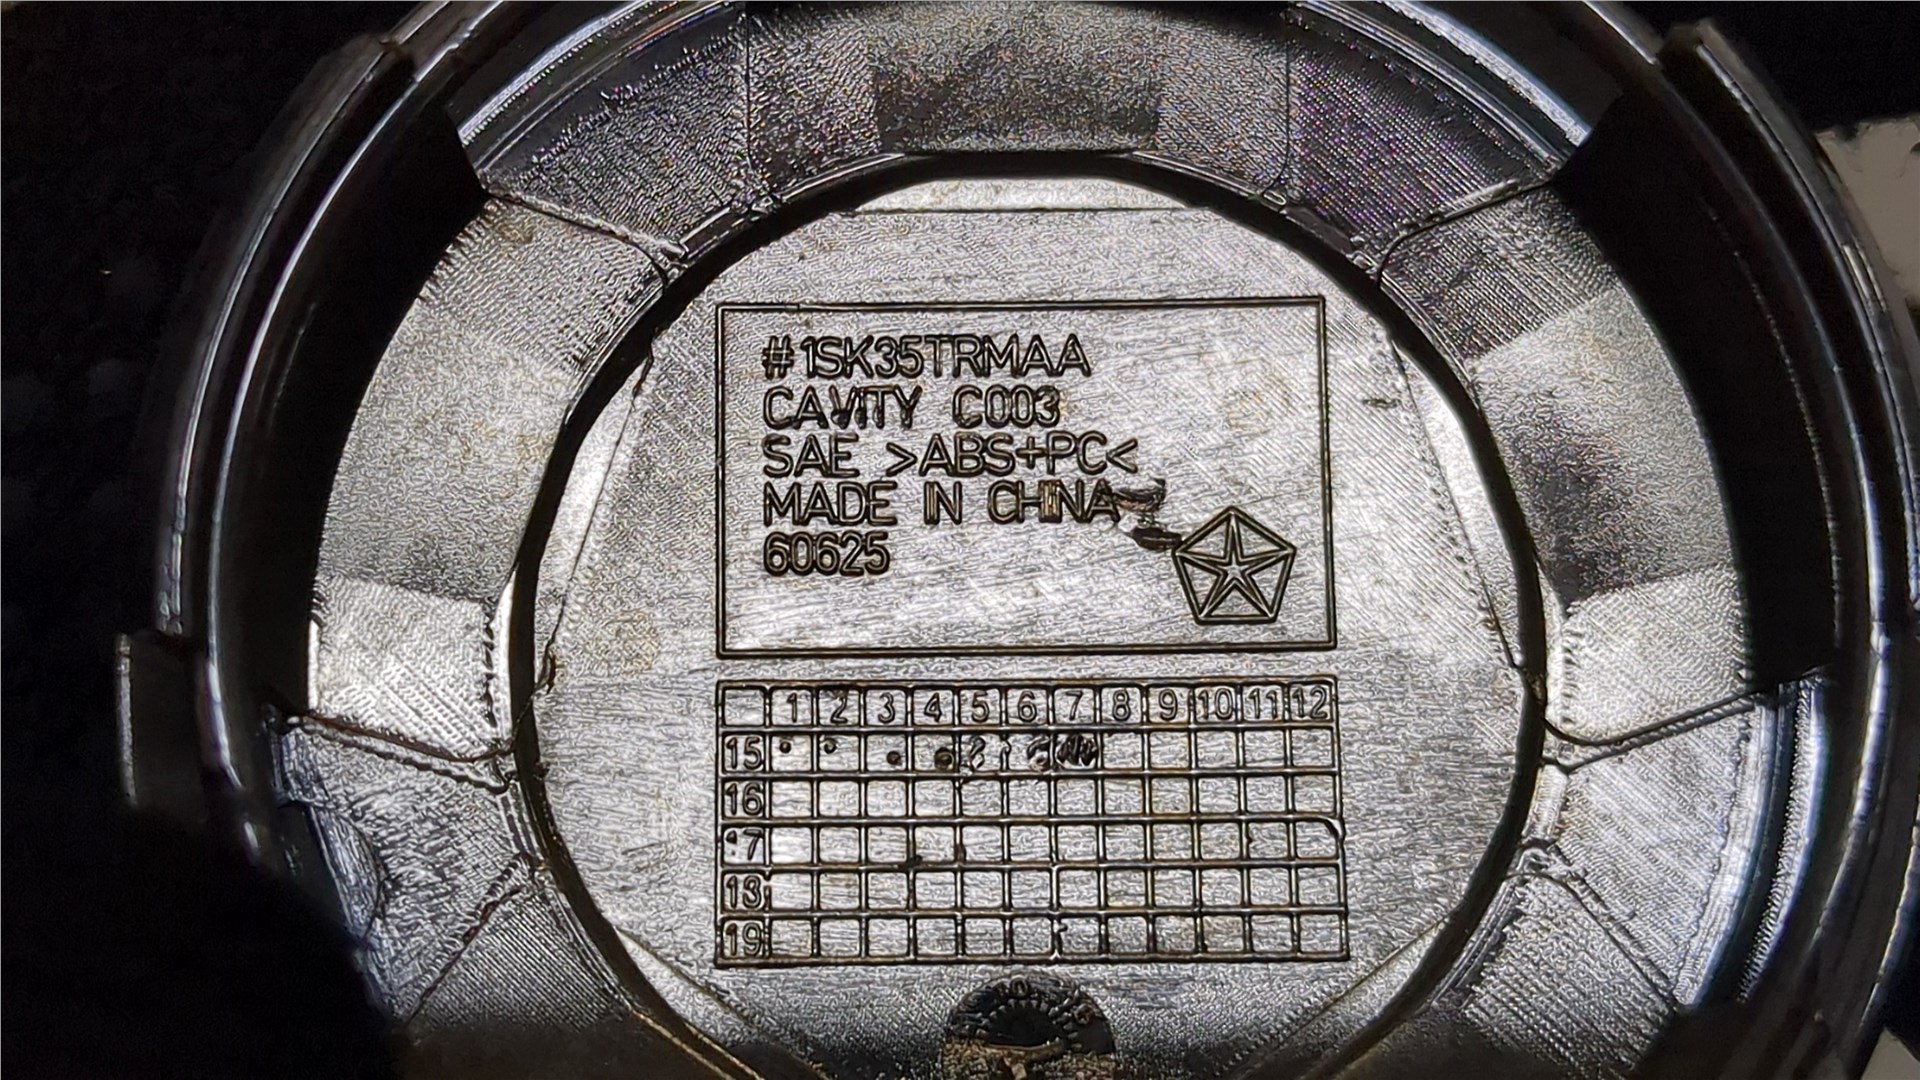 #1SK35TRMAA
CAVITY C003
SAE >ABS+PC<
MADE IN CHINA
60625
1 2 3 4 5 6 7 8 9 10 11 12
15
16
17
13
19